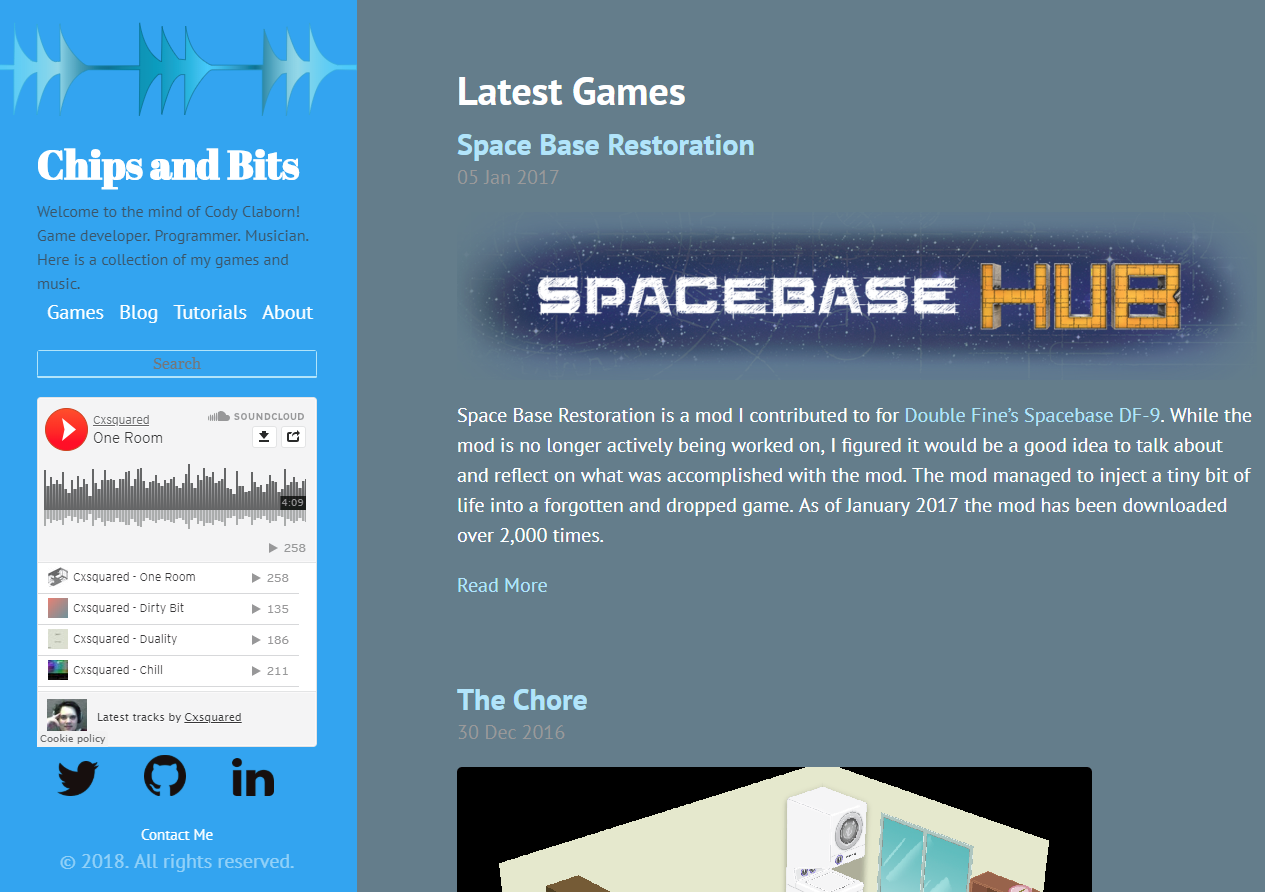 Chips and Bits
Welcome to the mind of Cody Claborn!
Game developer. Programmer. Musician.
Here is a collection of my games and
music.
Games Blog Tutorials About
Search
Cxsquared
One Room
SOUNDCLOUD
4:09
258
Cxsquared - One Room 258
Cxsquared - Dirty Bit 135
Cxsquared - Duality 186
Cxsquared - Chill 211
Latest tracks by Cxsquared
Cookie policy
Contact Me
© 2018. All rights reserved.
Latest Games
Space Base Restoration
05 Jan 2017
SPACEBASE HUB
Space Base Restoration is a mod I contributed to for Double Fine’s Spacebase DF-9. While the
mod is no longer actively being worked on, I figured it would be a good idea to talk about
and reflect on what was accomplished with the mod. The mod managed to inject a tiny bit of
life into a forgotten and dropped game. As of January 2017 the mod has been downloaded
over 2,000 times.
Read More
The Chore
30 Dec 2016